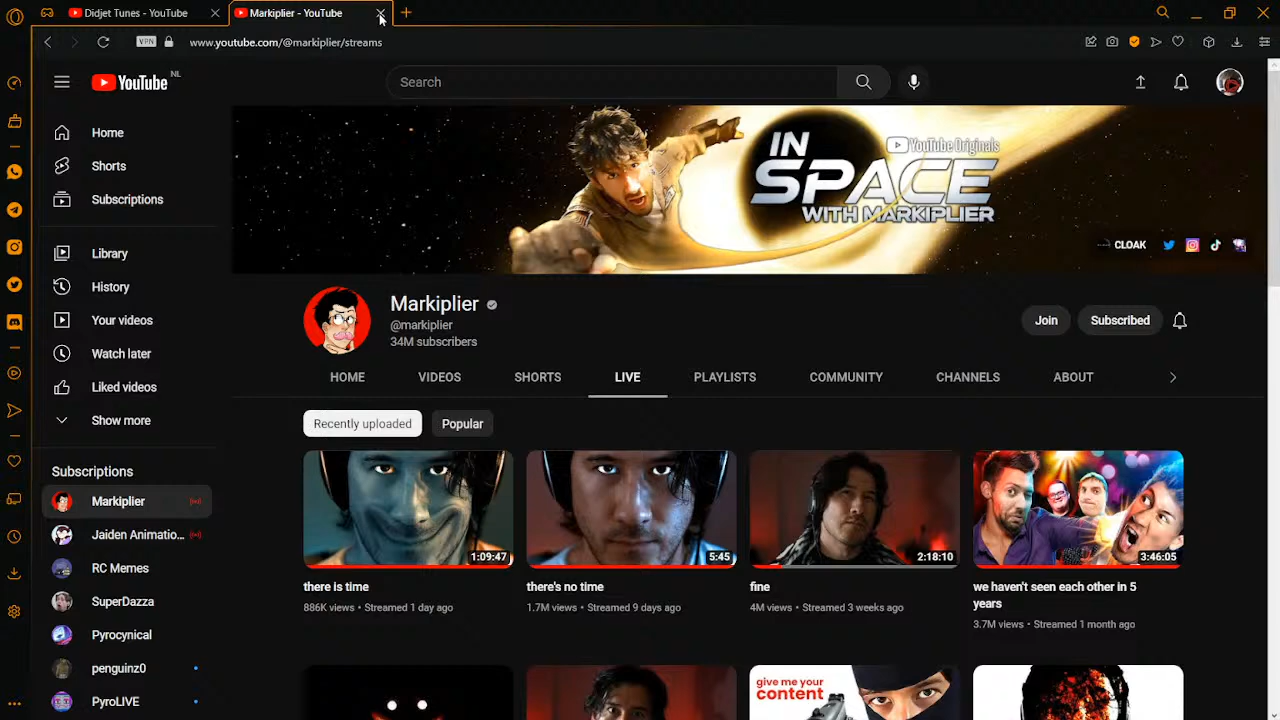 Didjet Tunes - YouTube
Markiplier - YouTube
VPN
www.youtube.com/@markiplier/streams
YouTube NL
Search
Home
Shorts
Subscriptions
Library
History
Your videos
Watch later
Liked videos
Show more
Subscriptions
Markiplier
Jaiden Animatio...
RC Memes
SuperDazza
Pyrocynical
penguinz0
PyroLIVE
YouTube Originals
IN
SPACE
WITH MARKIPLIER
CLOAK
Markiplier
@markiplier
34M subscribers
Join
Subscribed
HOME
VIDEOS
SHORTS
LIVE
PLAYLISTS
COMMUNITY
CHANNELS
ABOUT
Recently uploaded
Popular
1:09:47
there is time
886K views • Streamed 1 day ago
5:45
there's no time
1.7M views • Streamed 9 days ago
2:18:10
fine
4M views • Streamed 3 weeks ago
3:46:05
we haven't seen each other in 5
years
3.7M views • Streamed 1 month ago
give me your
content